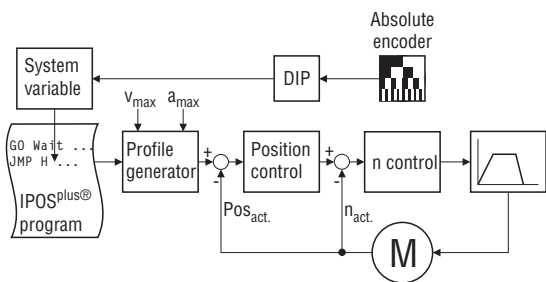 Absolute
encoder
System
variable
DIP
vmax
amax
GO Wait ...
JMP H ...
IPOSplus®
program
Profile
generator
+
-
Position
control
+
-
n control
Posact.
nact.
M